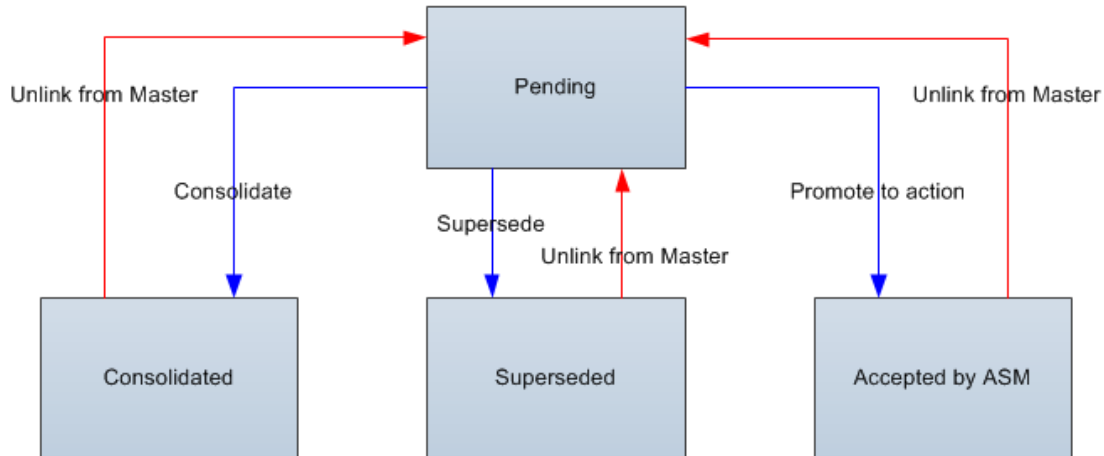 Pending
Unlink from Master
Unlink from Master
Consolidate
Promote to action
Supersede
Unlink from Master
Consolidated
Superseded
Accepted by ASM